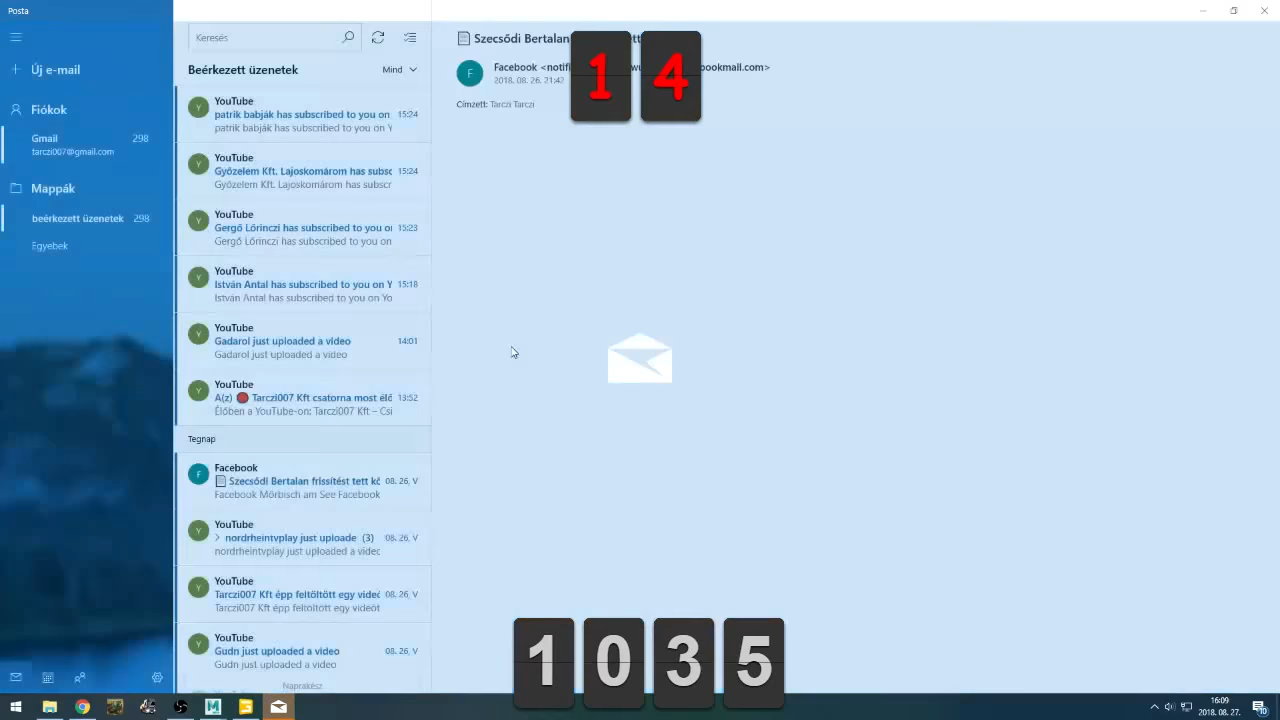 Posta
Új e-mail
Fiókok
Gmail 298
tarczi007@gmail.com
Mappák
beérkezett üzenetek 298
Egyebek
Keresés
Beérkezett üzenetek Mind
Y YouTube
patrik babják has subscribed to you on 15:24
patrik babják has subscribed to you on Y
Y YouTube
Győzelem Kft. Lajoskomárom has subsc 15:24
Győzelem Kft. Lajoskomárom has subscr
Y YouTube
Gergő Lőrinczi has subscribed to you on 15:23
Gergő Lőrinczi has subscribed to you on
Y YouTube
István Antal has subscribed to you on Y 15:18
István Antal has subscribed to you on Yo
Y YouTube
Gadarol just uploaded a video 14:01
Gadarol just uploaded a video
Y YouTube
A(z) 🔴 Tarczi007 Kft csatorna most élő 13:52
Élőben a YouTube-on: Tarczi007 Kft – Csi
Tegnap
F Facebook
Szecsődi Bertalan frissítést tett kö 08. 26, V
Facebook Mörbisch am See Facebook
Y YouTube
> nordrheintvplay just uploade (3) 08. 26, V
nordrheintvplay just uploaded a video
Y YouTube
Tarczi007 Kft épp feltöltött egy videó 08. 26, V
Tarczi007 Kft épp feltöltött egy videót
Y YouTube
Gudn just uploaded a video 08. 26, V
Gudn just uploaded a video
Naprakész
Szecsődi Bertalan
F Facebook <notifi bookmail.com>
2018. 08. 26. 21:47
Címzett: Tarczi Tarczi
1 4
1 0 3 5
16:09
2018. 08. 27.
10